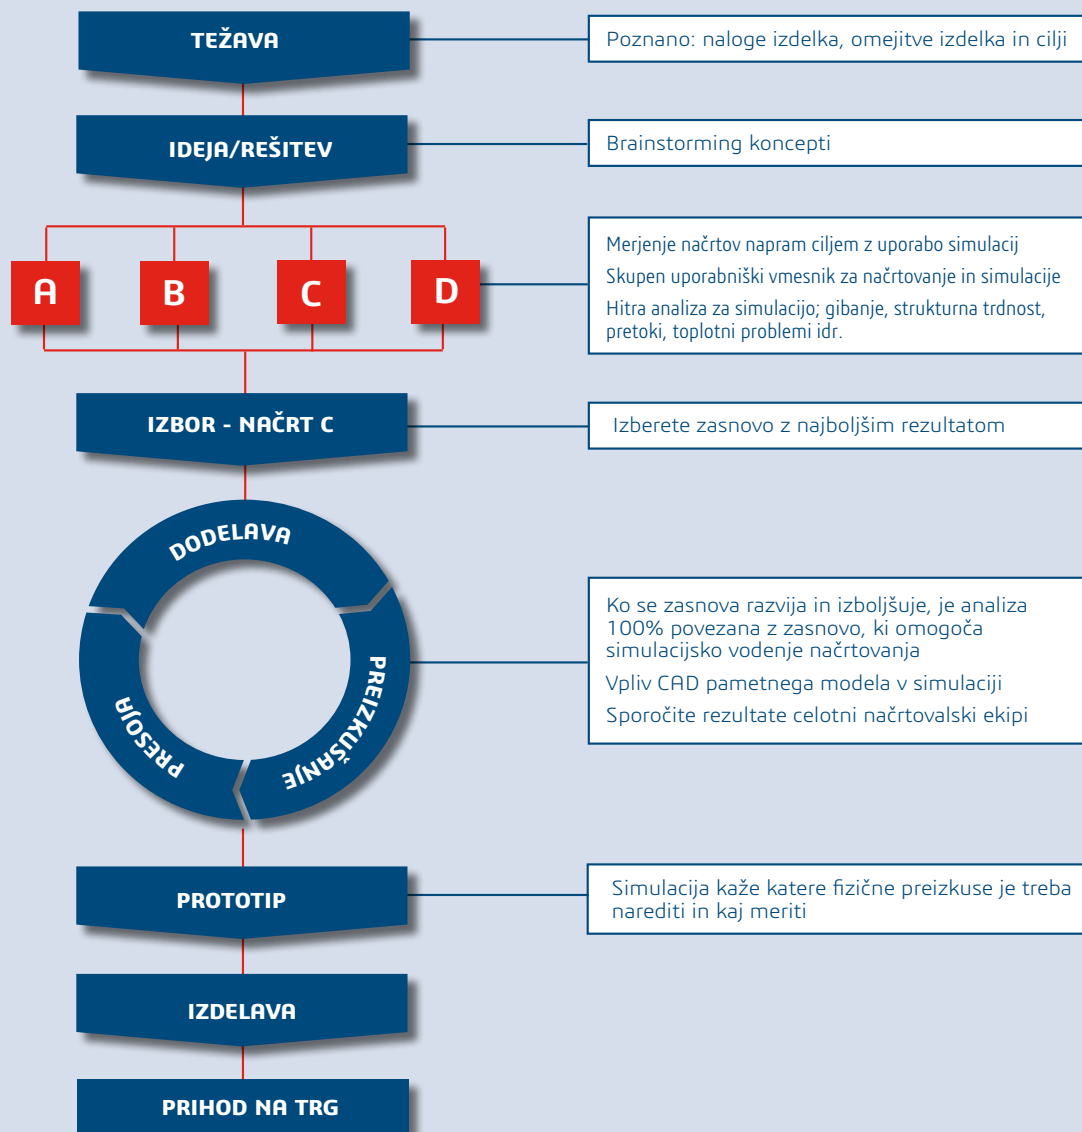 TEŽAVA
Poznano: naloge izdelka, omejitve izdelka in cilji
IDEJA/REŠITEV
Brainstorming koncepti
A
B
C
D
Merjenje načrtov napram ciljem z uporabo simulacij
Skupen uporabniški vmesnik za načrtovanje in simulacije
Hitra analiza za simulacijo; gibanje, strukturna trdnost,
pretoki, toplotni problemi idr.
IZBOR - NAČRT C
Izberete zasnovo z najboljšim rezultatom
DODELAVA
PREIZKUŠANJE
PRESOJA
Ko se zasnova razvija in izboljšuje, je analiza
100% povezana z zasnovo, ki omogoča
simulacijsko vodenje načrtovanja
Vpliv CAD pametnega modela v simulaciji
Sporočite rezultate celotni načrtovalski ekipi
PROTOTIP
Simulacija kaže katere fizične preizkuse je treba
narediti in kaj meriti
IZDELAVA
PRIHOD NA TRG